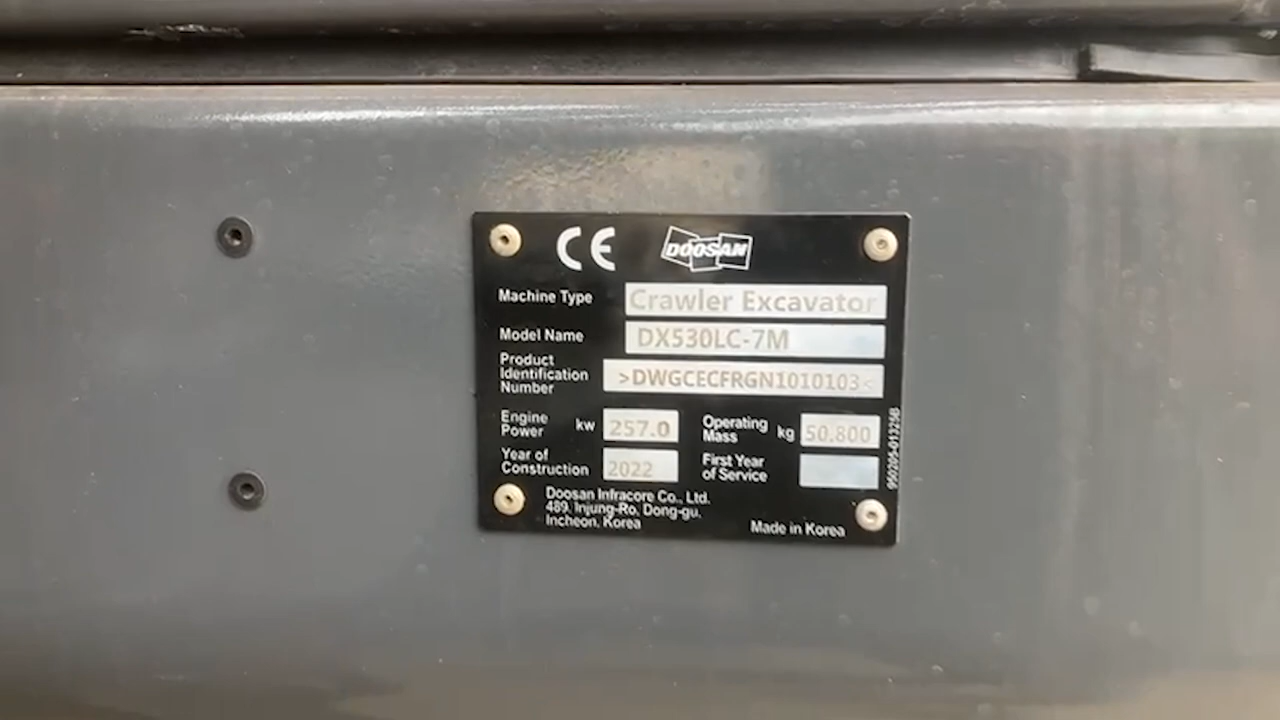 CE DOOSAN
Machine Type Crawler Excavator
Model Name DX530LC-7M
Product
Identification
Number >DWGCECFRGN1010103<
Engine
Power kw 257.0
Operating
Mass kg 50.800
Year of
Construction 2022
First Year
of Service
Doosan Infracore Co., Ltd.
489, Injung-Ro, Dong-gu,
Incheon, Korea
Made in Korea
950205-01325B